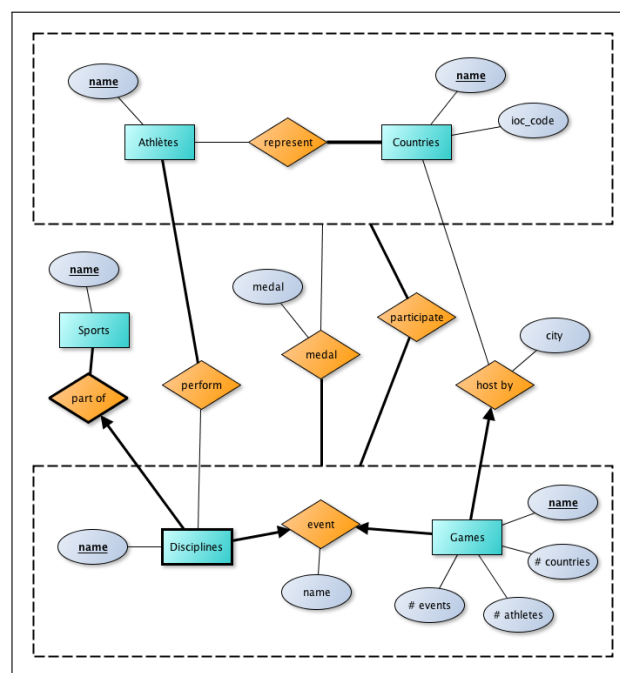 name
name
ioc_code
Athlètes
represent
Countries
name
medal
participate
Sports
city
medal
perform
host by
part of
name
event
name
Disciplines
Games
# countries
name
# events
# athletes